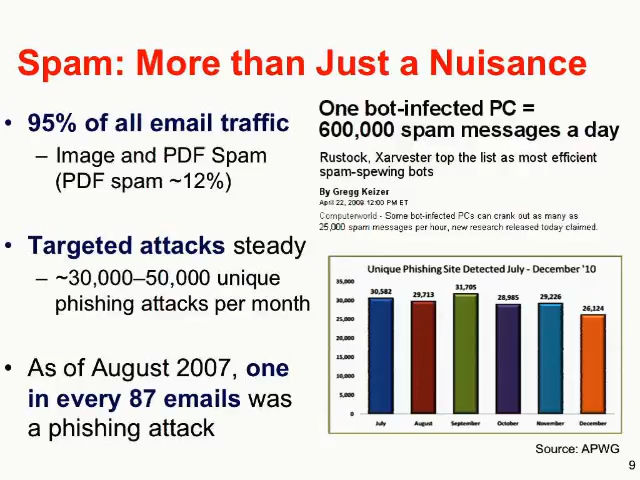 Spam: More than Just a Nuisance
• 95% of all email traffic
– Image and PDF Spam
(PDF spam ~12%)
• Targeted attacks steady
– ~30,000–50,000 unique
phishing attacks per month
• As of August 2007, one
in every 87 emails was
a phishing attack
One bot-infected PC =
600,000 spam messages a day
Rustock, Xarvester top the list as most efficient
spam-spewing bots
By Gregg Keizer
April 22, 2009 12:00 PM ET
Computerworld - Some bot-infected PCs can crank out as many as
25,000 spam messages per hour, new research released today claimed.
Unique Phishing Site Detected July - December '10
35,000
30,000
25,000
20,000
15,000
10,000
5,000
0
30,582
29,713
31,705
28,985
29,226
26,124
July
August
September
October
November
December
Source: APWG
9